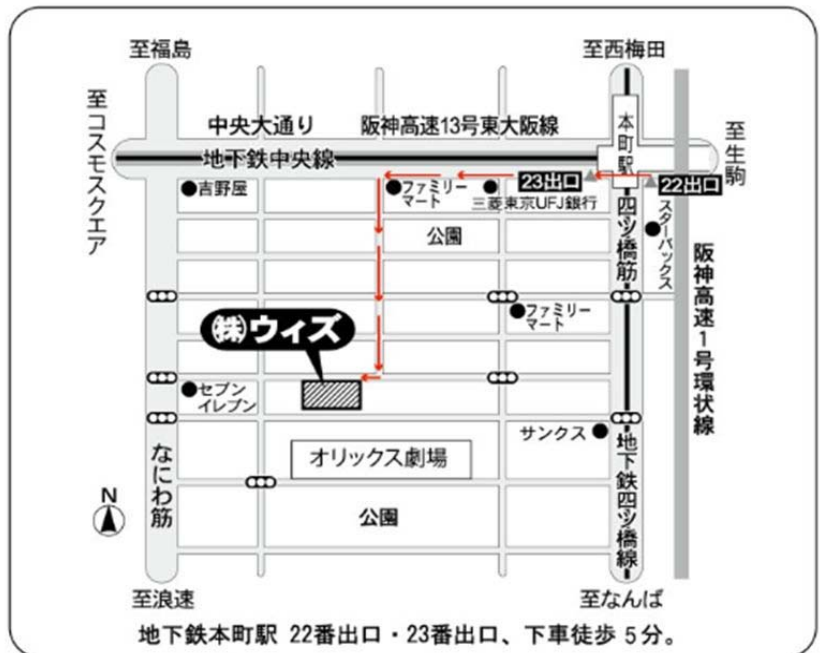 至福島
至西梅田
至コスモスクエア
中央大通り
阪神高速13号東大阪線
本町駅
至生駒
地下鉄中央線
吉野屋
ファミリー
マート
三菱東京UFJ銀行
23出口
22出口
公園
四ツ橋筋
スターバックス
阪神高速1号環状線
ファミリー
マート
㈱ウィズ
セブン
イレブン
サンクス
オリックス劇場
なにわ筋
地下鉄四ツ橋線
N
公園
至浪速
至なんば
地下鉄本町駅 22番出口・23番出口、下車徒歩5分。